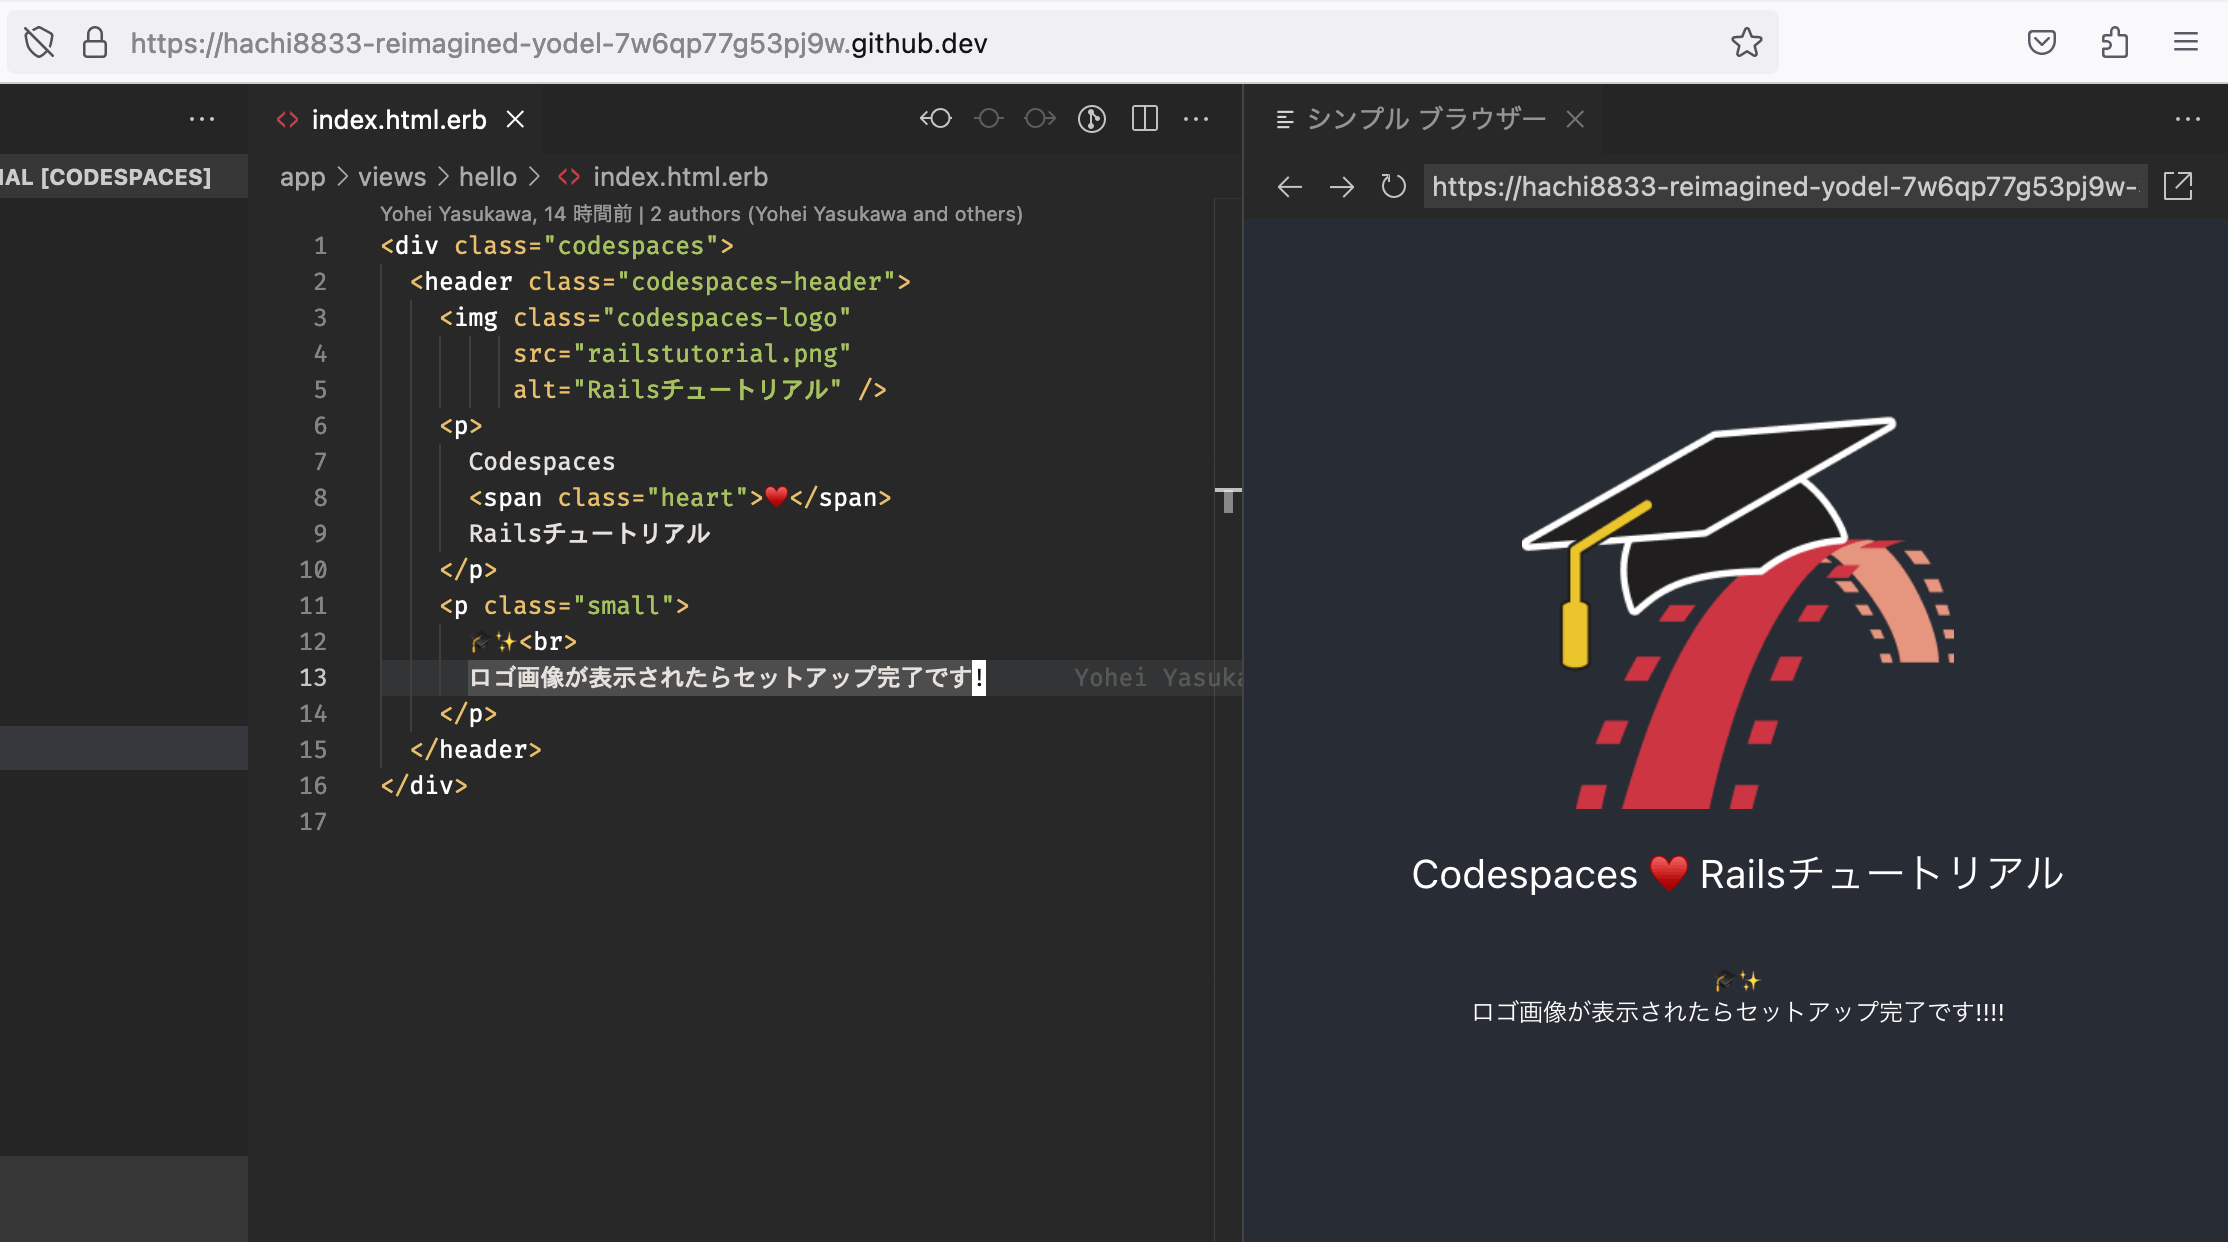 https://hachi8833-reimagined-yodel-7w6qp77g53pj9w.github.dev
index.html.erb
シンプル ブラウザー
IAL [CODESPACES]
app > views > hello > <> index.html.erb
https://hachi8833-reimagined-yodel-7w6qp77g53pj9w-
Yohei Yasukawa, 14 時間前 | 2 authors (Yohei Yasukawa and others)
1 <div class="codespaces">
2 <header class="codespaces-header">
3 <img class="codespaces-logo"
4 src="railstutorial.png"
5 alt="Railsチュートリアル" />
6 <p>
7 Codespaces
8 <span class="heart">♥</span>
9 Railsチュートリアル
10 </p>
11 <p class="small">
12 🎓✨<br>
13 ロゴ画像が表示されたらセットアップ完了です! Yohei Yasuka
14 </p>
15 </header>
16 </div>
17
Codespaces ♥ Railsチュートリアル
🎓✨
ロゴ画像が表示されたらセットアップ完了です!!!!